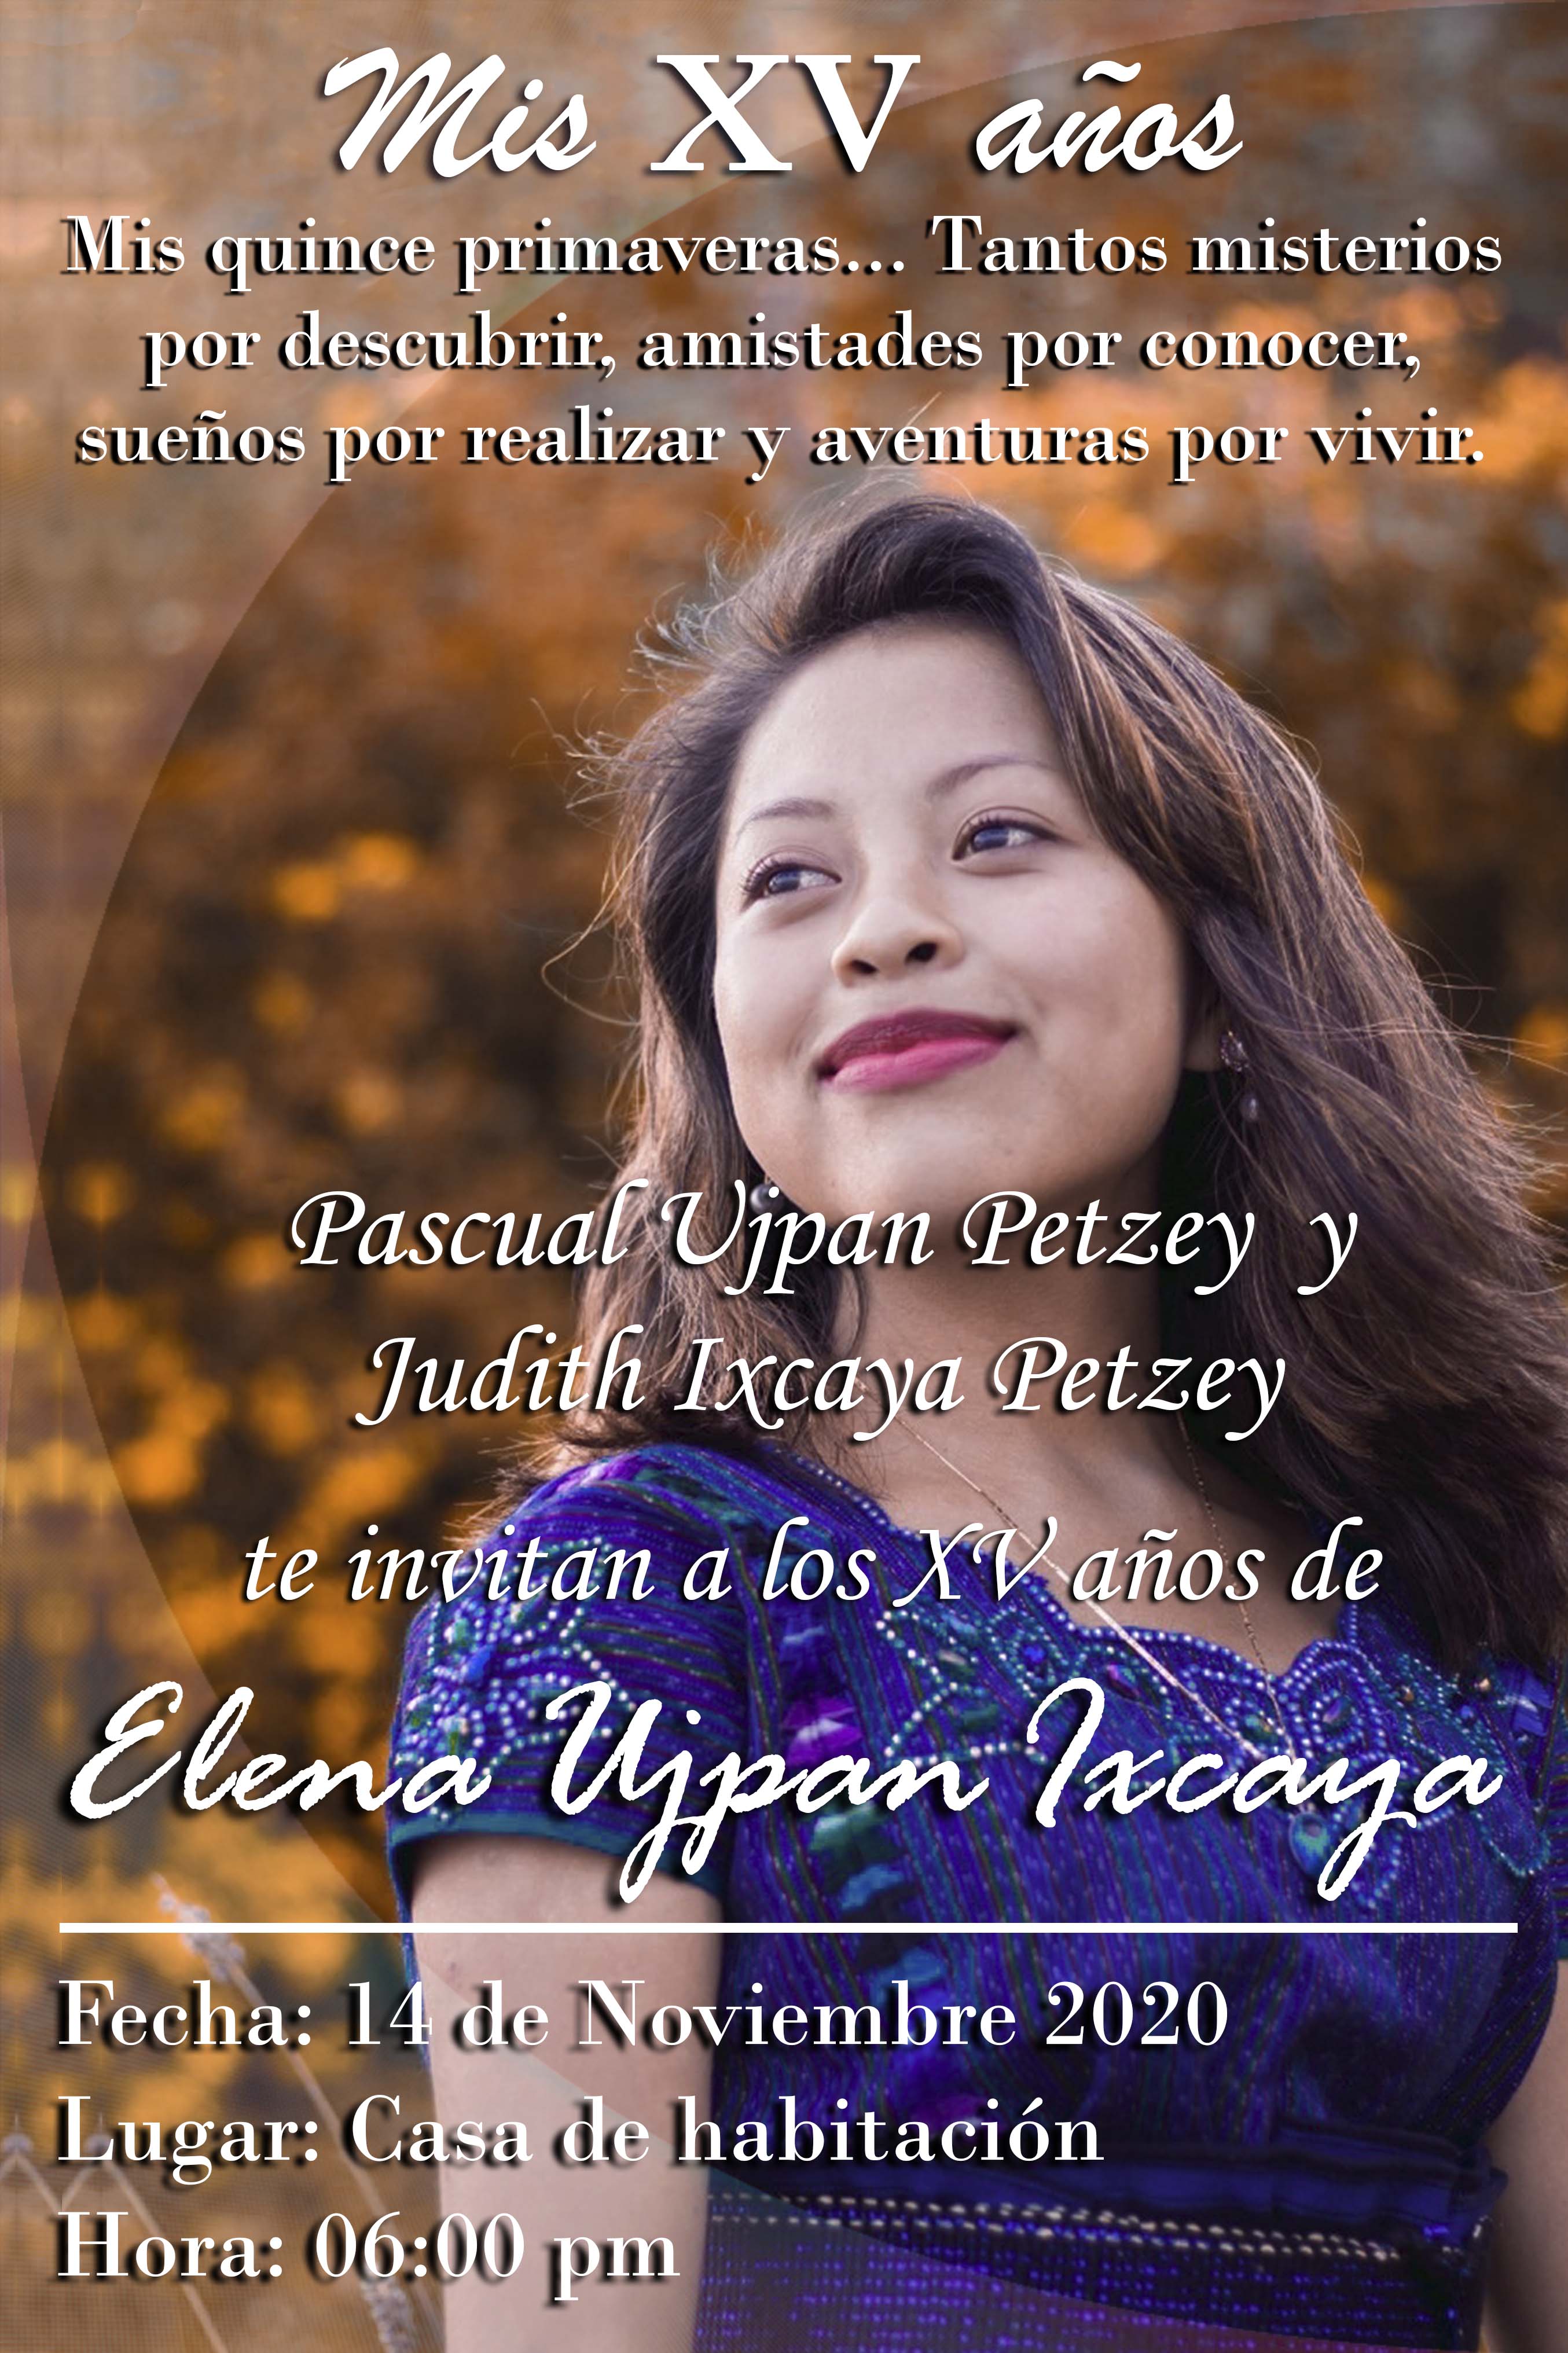 Mis XV años
Mis quince primaveras... Tantos misterios
por descubrir, amistades por conocer,
sueños por realizar y aventuras por vivir.
Pascual Ujpan Petzey y
Judith Ixcaya Petzey
te invitan a los XV años de
Elena Ujpan Ixcaya
Fecha: 14 de Noviembre 2020
Lugar: Casa de habitación
Hora: 06:00 pm